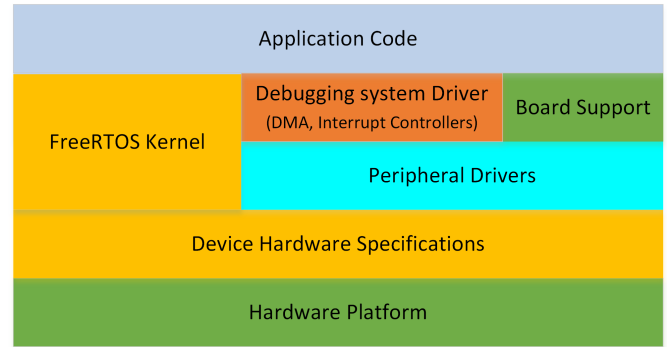 Application Code
FreeRTOS Kernel
Debugging system Driver
(DMA, Interrupt Controllers)
Board Support
Peripheral Drivers
Device Hardware Specifications
Hardware Platform